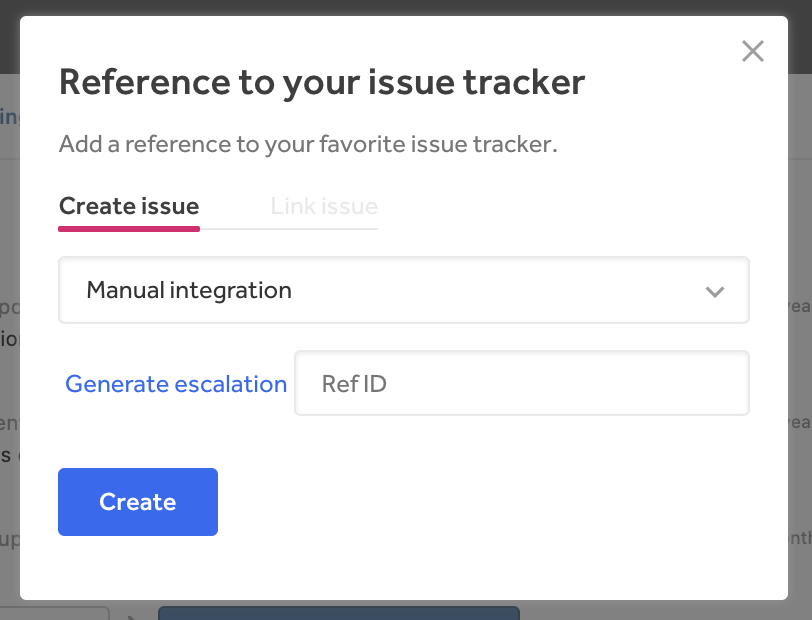 Reference to your issue tracker
Add a reference to your favorite issue tracker.
Create issue
Link issue
Manual integration
Generate escalation
Ref ID
Create